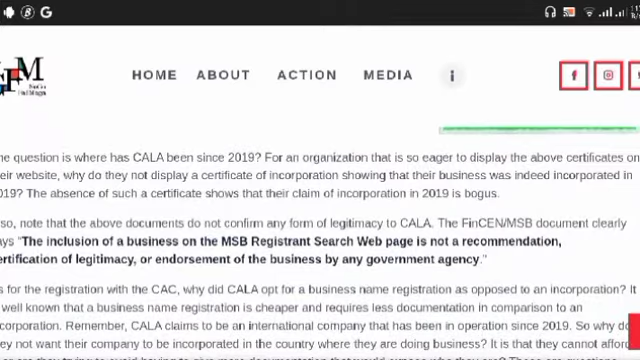 HOME ABOUT ACTION MEDIA
question is where has CALA been since 2019? For an organization that is so eager to display the above certificates on
website, why do they not display a certificate of incorporation showing that their business was indeed incorporated in
2019? The absence of such a certificate shows that their claim of incorporation in 2019 is bogus.
note that the above documents do not confirm any form of legitimacy to CALA. The FinCEN/MSB document clearly
"The inclusion of a business on the MSB Registrant Search Web page is not a recommendation,
certification of legitimacy, or endorsement of the business by any government agency."
for the registration with the CAC, why did CALA opt for a business name registration as opposed to an incorporation? It
well known that a business name registration is cheaper and requires less documentation in comparison to an
corporation. Remember, CALA claims to be an international company that has been in operation since 2019. So why do
they not want their company to be incorporated in the country where they are doing business? It is that they cannot afford